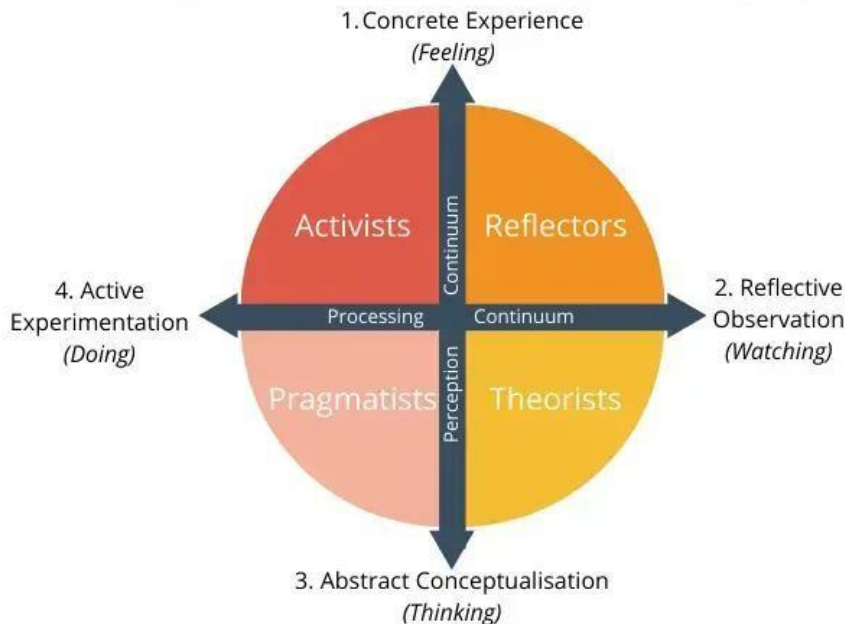 1. Concrete Experience
(Feeling)
Activists
Reflectors
Continuum
4. Active
Experimentation
(Doing)
Processing
Continuum
2. Reflective
Observation
(Watching)
Perception
Pragmatists
Theorists
3. Abstract Conceptualisation
(Thinking)